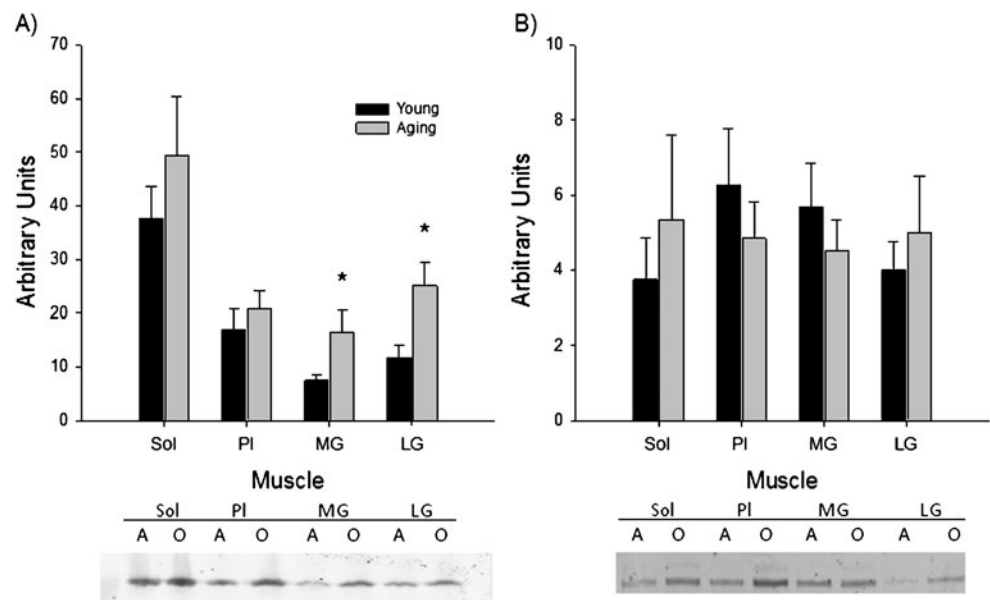 A)
70
60
50
40
30
20
10
0
Arbitrary Units
Young
Aging
*
*
Sol Pl MG LG
Muscle
Sol Pl MG LG
A O A O A O A O
B)
10
8
6
4
2
0
Arbitrary Units
Sol Pl MG LG
Muscle
Sol Pl MG LG
A O A O A O A O